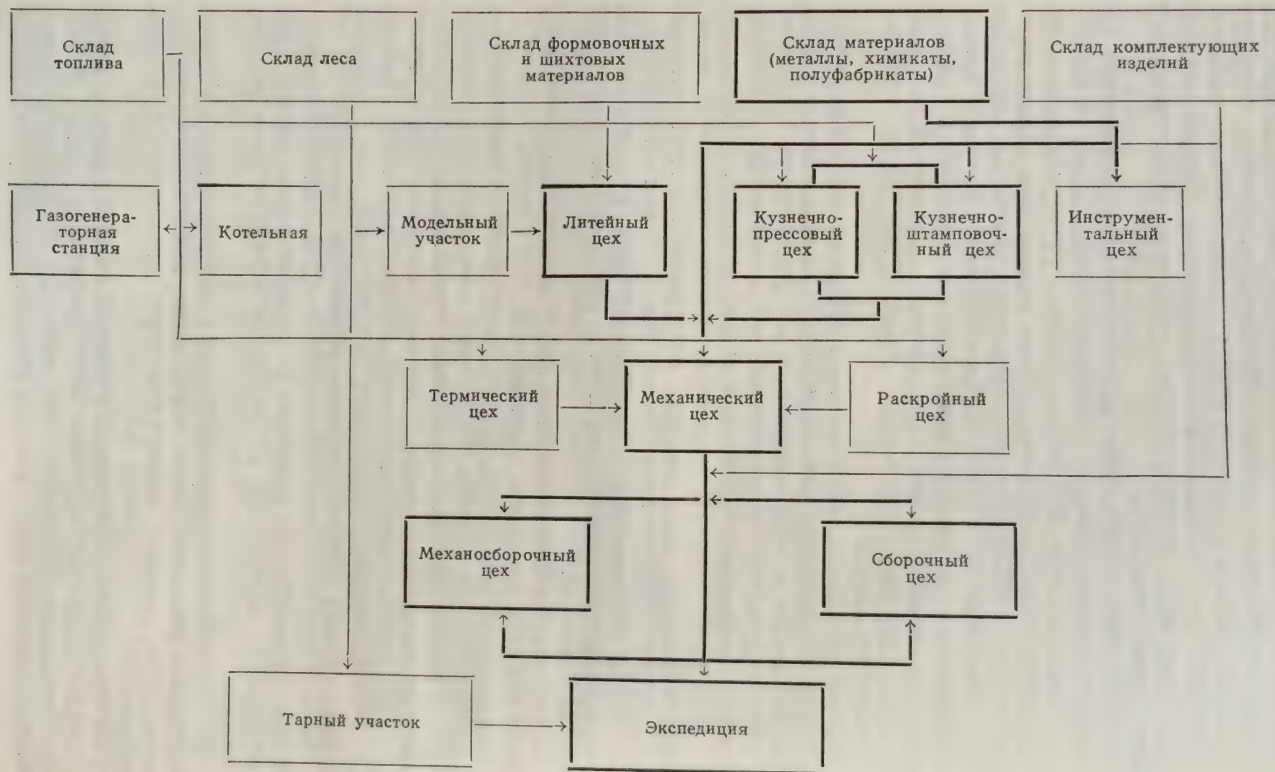 Склад
топлива
Склад леса
Склад формовочных
и шихтовых
материалов
Склад материалов
(металлы, химикаты,
полуфабрикаты)
Склад комплектующих
изделий
Газогенера-
торная
станция
Котельная
Модельный
участок
Литейный
цех
Кузнечно-
прессовый
цех
Кузнечно-
штамповоч-
ный цех
Инструмен-
тальный
цех
Термический
цех
Механический
цех
Раскройный
цех
Механосборочный
цех
Сборочный
цех
Тарный участок
Экспедиция